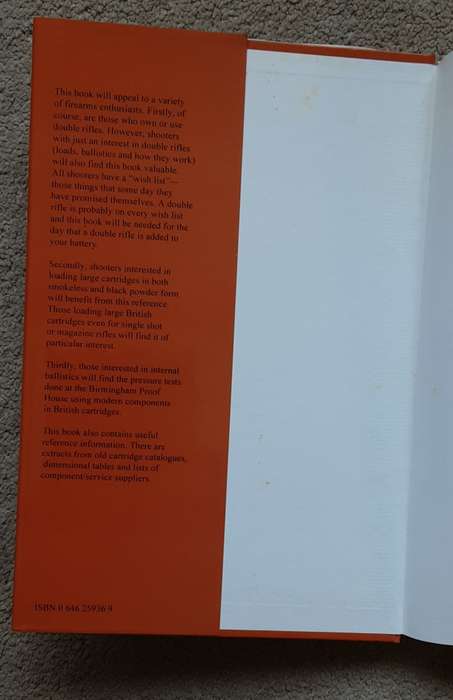 This book will appeal to a variety
of firearms enthusiasts. Firstly, of
course, are those who own or use
double rifles. However, shooters
with just an interest in double rifles
(loads, ballistics and how they work)
will also find this book valuable.
All shooters have a "wish list"—
those things that some day they
have promised themselves. A double
rifle is probably on every wish list
and this book will be needed for the
day that a double rifle is added to
your battery.
Secondly, shooters interested in
loading large cartridges in both
smokeless and black powder form
will benefit from this reference.
Those loading large British
cartridges even for single shot
or magazine rifles will find it of
particular interest.
Thirdly, those interested in internal
ballistics will find the pressure tests
done at the Birmingham Proof
House using modern components
in British cartridges.
This book also contains useful
reference information. There are
extracts from old cartridge catalogues,
dimensional tables and lists of
component/service suppliers.
ISBN 0 646 25936 9